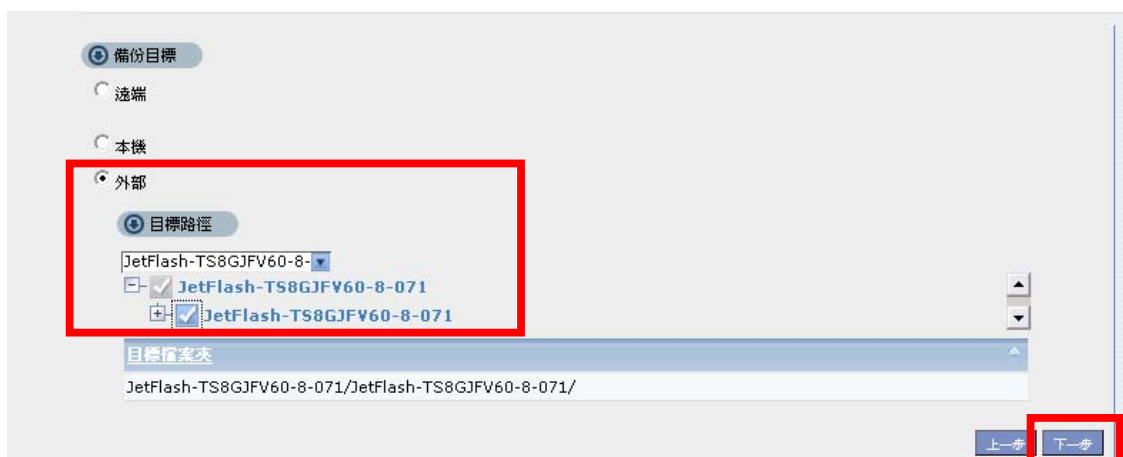 備份目標
遠端
本機
外部
目標路徑
JetFlash-TS8GJFV60-8-
JetFlash-TS8GJFV60-8-071
JetFlash-TS8GJFV60-8-071
目標檔案夾
JetFlash-TS8GJFV60-8-071/JetFlash-TS8GJFV60-8-071/
上一步 下一步